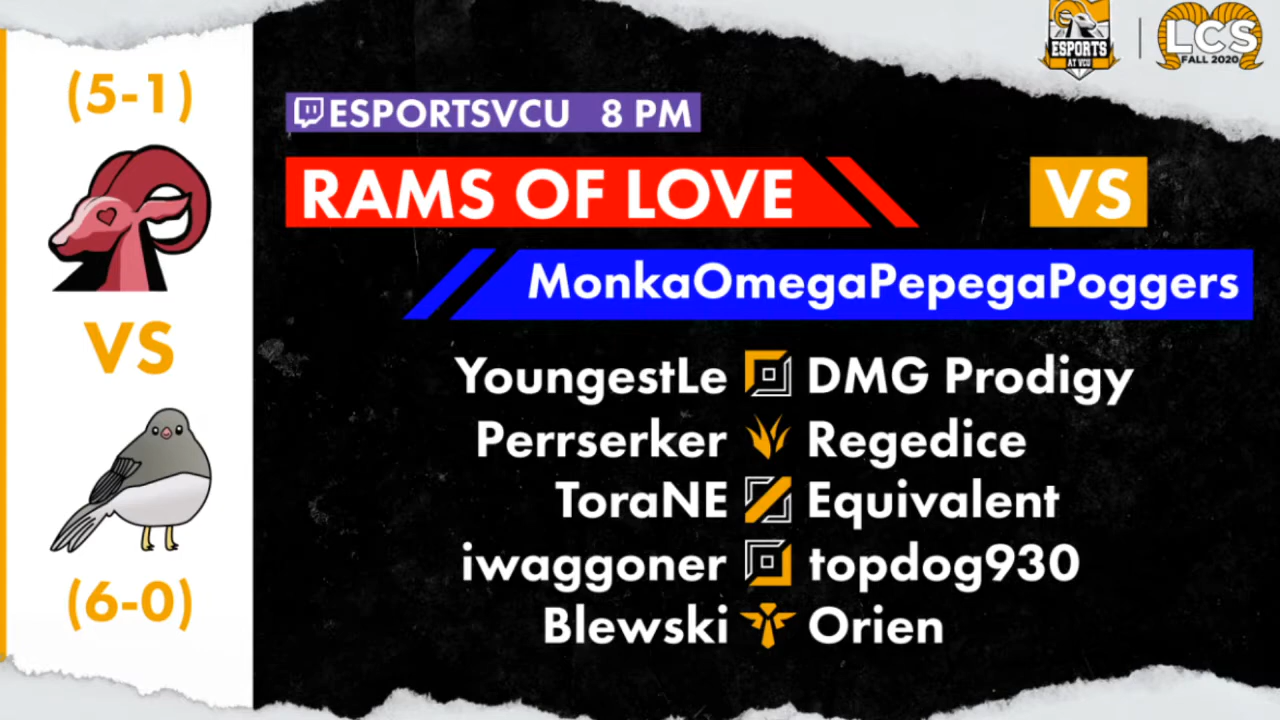 (5-1)
VS
(6-0)
ESPORTS
AT VCU
LCS
FALL 2020
ESPORTSVCU 8 PM
RAMS OF LOVE VS
MonkaOmegaPepegaPoggers
YoungestLe DMG Prodigy
Perrserker Regedice
ToraNE Equivalent
iwaggoner topdog930
Blewski Orien